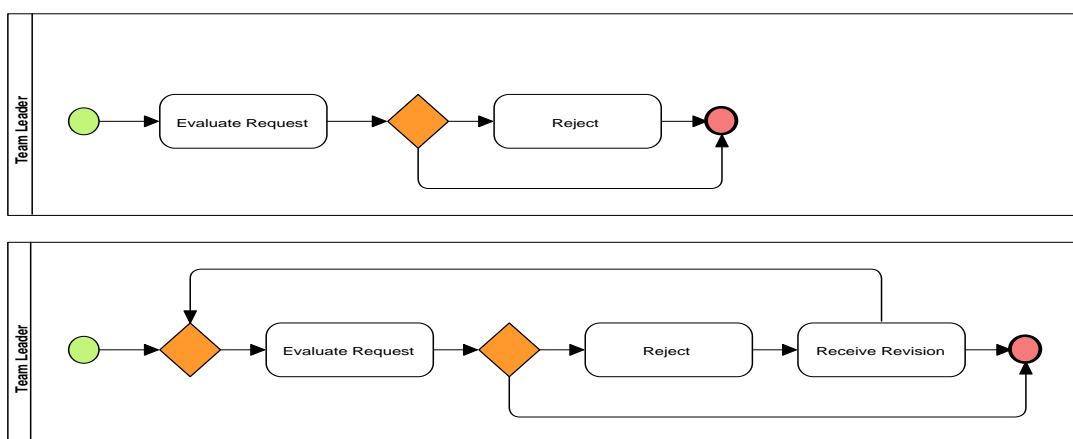 Team Leader
Evaluate Request
Reject
Team Leader
Evaluate Request
Reject
Receive Revision